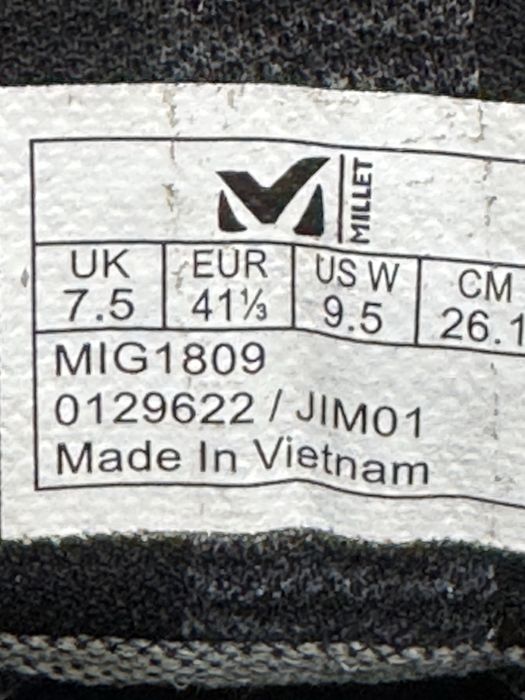 MILLET
UK EUR US W CM
7.5 41⅓ 9.5 26.1
MIG1809
0129622 / JIM01
Made In Vietnam